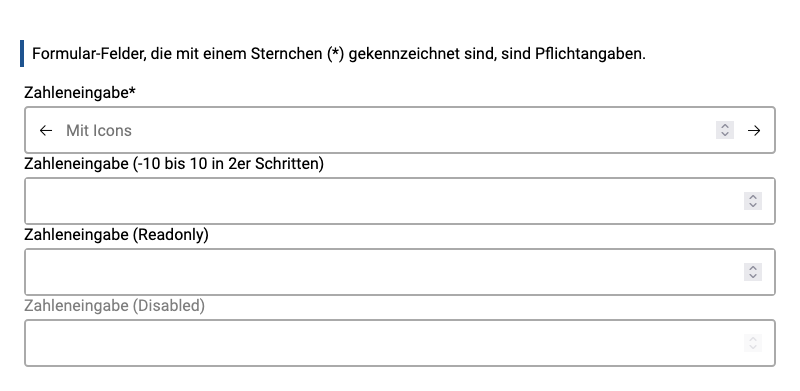 Formular-Felder, die mit einem Sternchen (*) gekennzeichnet sind, sind Pflichtangaben.
Zahleneingabe*
Mit Icons
Zahleneingabe (-10 bis 10 in 2er Schritten)
Zahleneingabe (Readonly)
Zahleneingabe (Disabled)